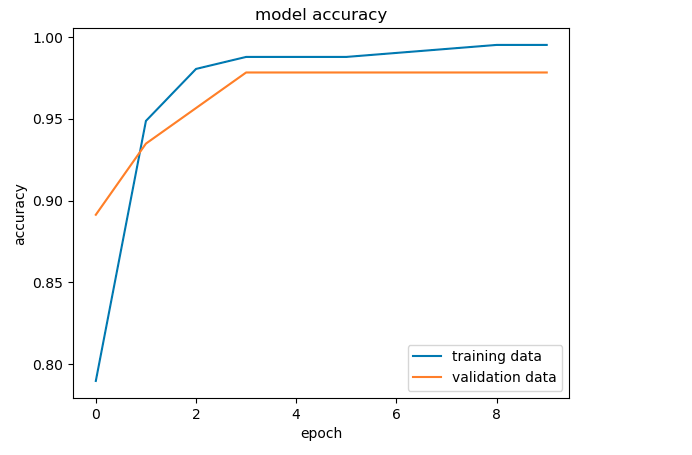 model accuracy
1.00
0.95
0.90
0.85
0.80
accuracy
training data
validation data
0 2 4 6 8
epoch